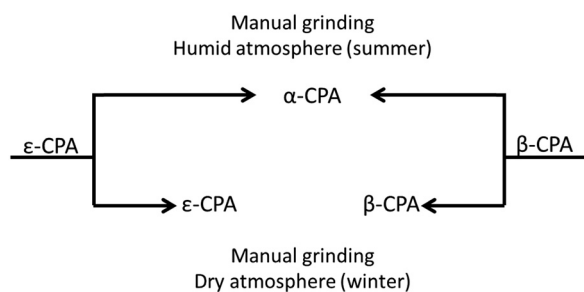 Manual grinding
Humid atmosphere (summer)
α-CPA
ε-CPA
β-CPA
ε-CPA
β-CPA
Manual grinding
Dry atmosphere (winter)